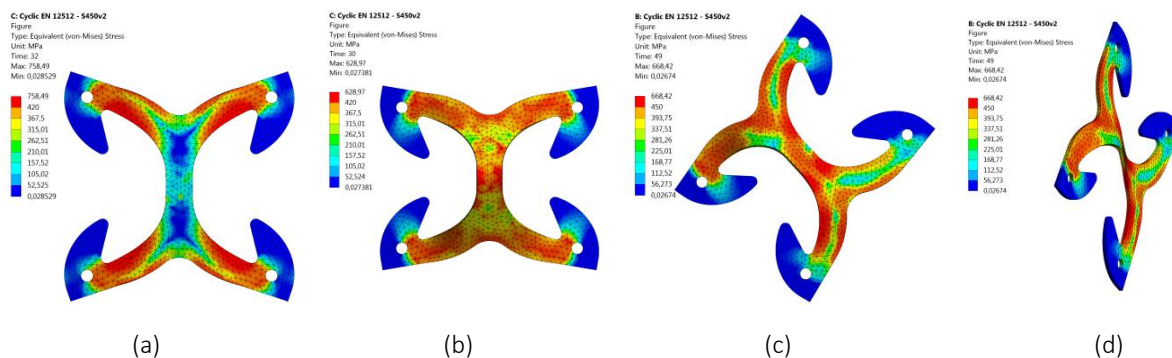 C: Cyclic EN 12512 - S450v2
Figure
Type: Equivalent (von-Mises) Stress
Unit: MPa
Time: 32
Max: 758,49
Min: 0,028529
758,49
420
367,5
315,01
262,51
210,01
157,52
105,02
52,525
0,028529
(a)
C: Cyclic EN 12512 - S450v2
Figure
Type: Equivalent (von-Mises) Stress
Unit: MPa
Time: 30
Max: 628,97
Min: 0,027381
628,97
420
367,5
315,01
262,51
210,01
157,52
105,02
52,524
0,027381
(b)
B: Cyclic EN 12512 - S450v2
Figure
Type: Equivalent (von-Mises) Stress
Unit: MPa
Time: 49
Max: 668,42
Min: 0,02674
668,42
450
393,75
337,51
281,26
225,01
168,77
112,52
56,273
0,02674
(c)
B: Cyclic EN 12512 - S450v2
Figure
Type: Equivalent (von-Mises) Stress
Unit: MPa
Time: 49
Max: 668,42
Min: 0,02674
668,42
450
393,75
337,51
281,26
225,01
168,77
112,52
56,273
0,02674
(d)